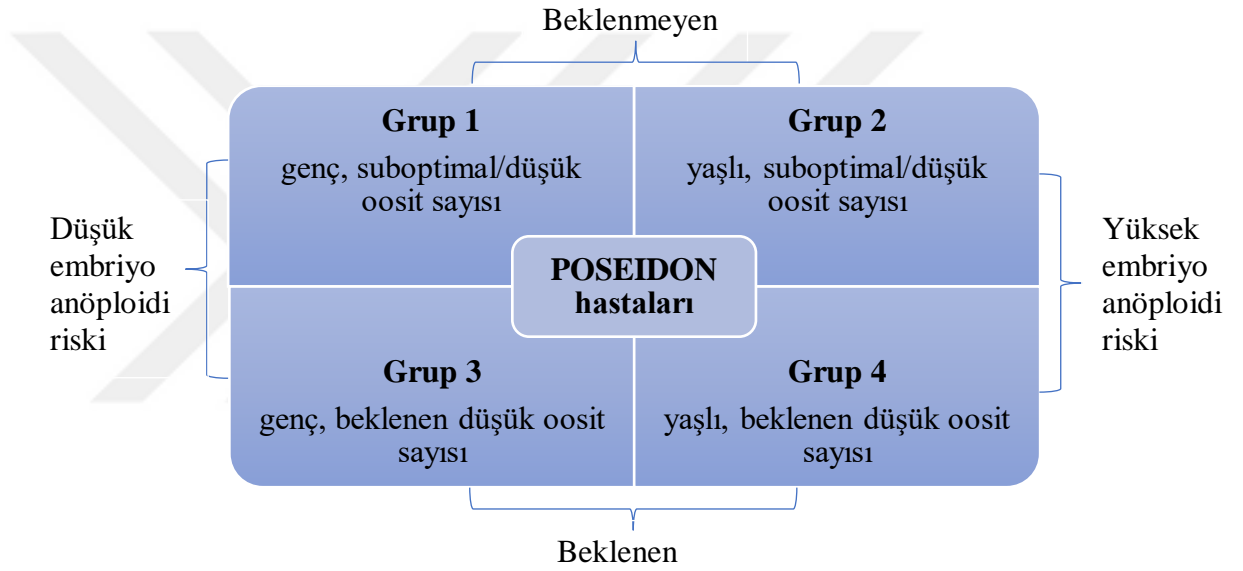 Beklenmeyen
Grup 1
genç, suboptimal/düşük
oosit sayısı
Grup 2
yaşlı, suboptimal/düşük
oosit sayısı
Düşük
embriyo
anöploidi
riski
POSEIDON
hastaları
Yüksek
embriyo
anöploidi
riski
Grup 3
genç, beklenen düşük oosit
sayısı
Grup 4
yaşlı, beklenen düşük oosit
sayısı
Beklenen